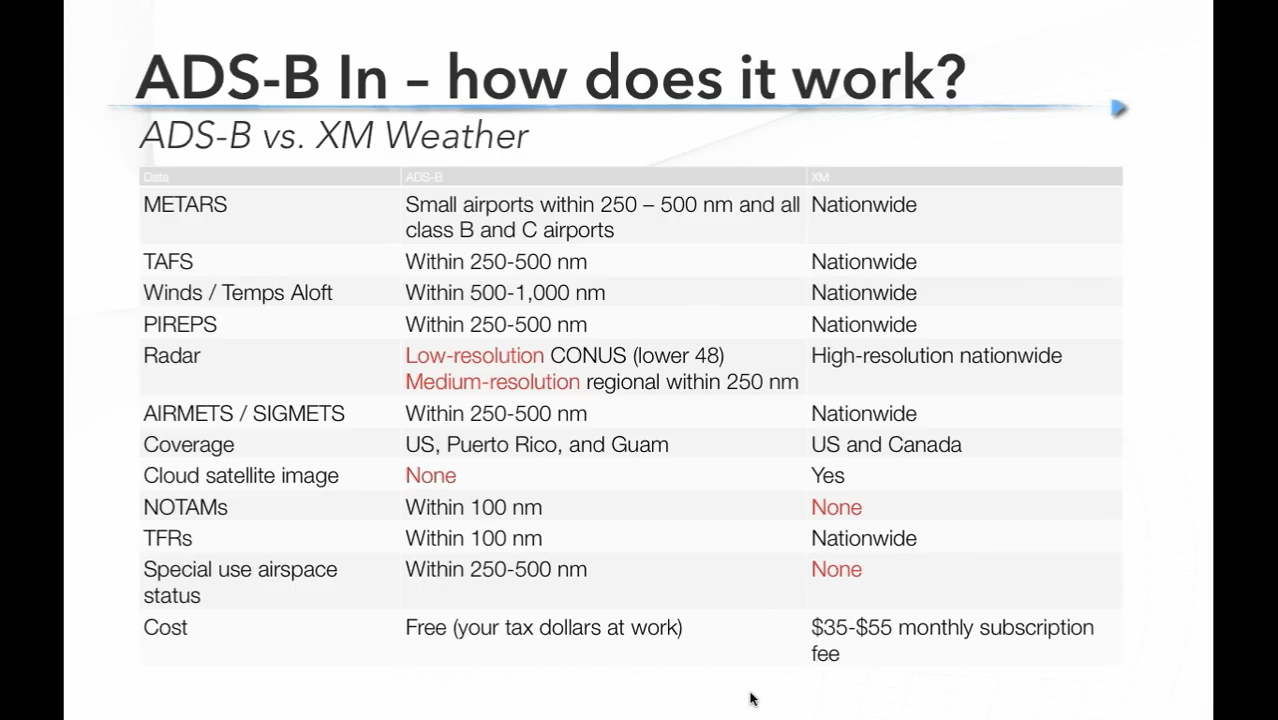 ADS-B In – how does it work?
ADS-B vs. XM Weather
Data ADS-B XM
METARS Small airports within 250 – 500 nm and all Nationwide
class B and C airports
TAFS Within 250-500 nm Nationwide
Winds / Temps Aloft Within 500-1,000 nm Nationwide
PIREPS Within 250-500 nm Nationwide
Radar Low-resolution CONUS (lower 48) High-resolution nationwide
Medium-resolution regional within 250 nm
AIRMETS / SIGMETS Within 250-500 nm Nationwide
Coverage US, Puerto Rico, and Guam US and Canada
Cloud satellite image None Yes
NOTAMs Within 100 nm None
TFRs Within 100 nm Nationwide
Special use airspace Within 250-500 nm None
status
Cost Free (your tax dollars at work) $35-$55 monthly subscription
fee